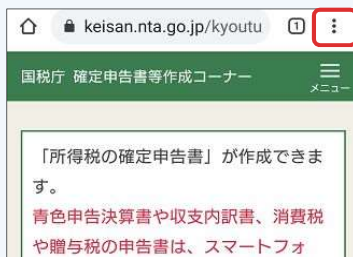 keisan.nta.go.jp/kyoutu 1
国税庁 確定申告書等作成コーナー
メニュー
「所得税の確定申告書」が作成できま
す。
青色申告決算書や収支内訳書、消費税
や贈与税の申告書は、スマートフォ